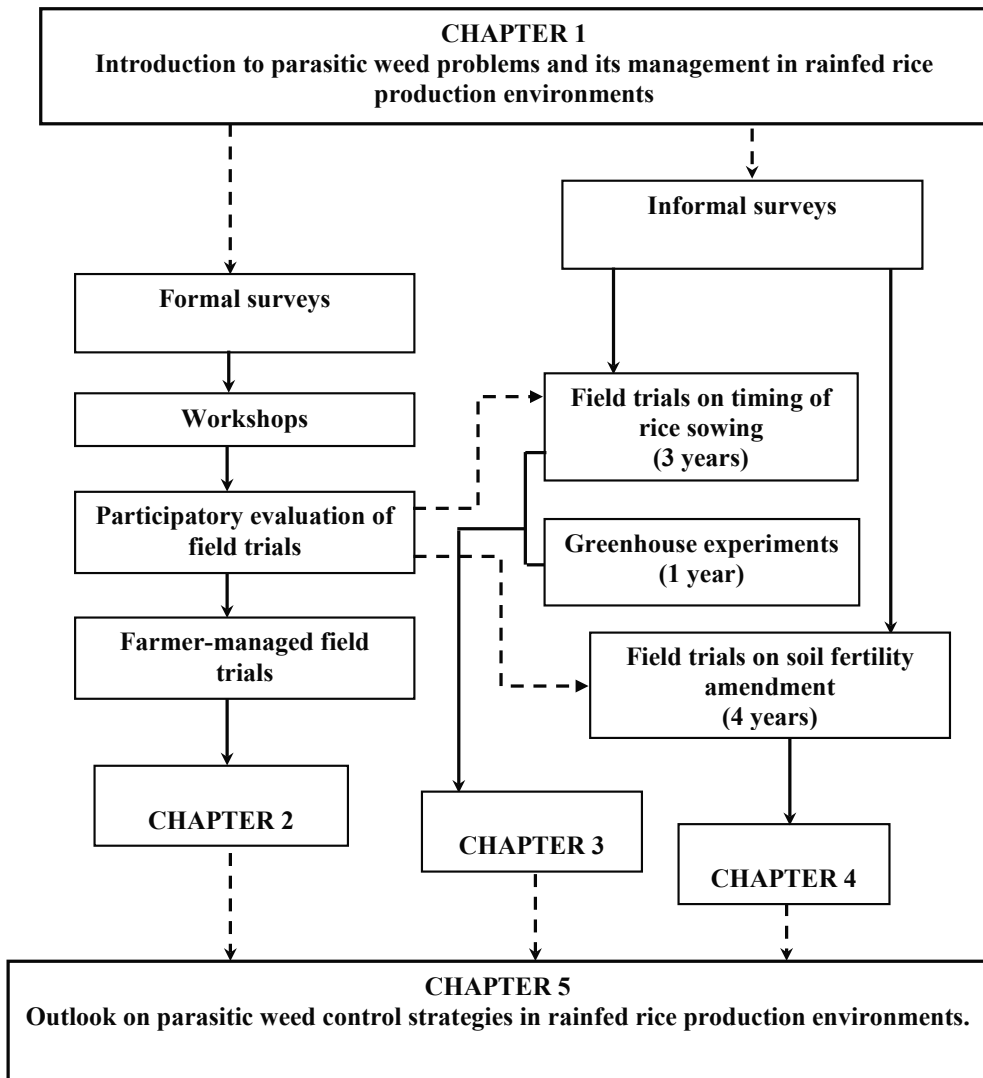 CHAPTER 1
Introduction to parasitic weed problems and its management in rainfed rice
production environments
Informal surveys
Formal surveys
Workshops
Field trials on timing of
rice sowing
(3 years)
Participatory evaluation of
field trials
Greenhouse experiments
(1 year)
Farmer-managed field
trials
Field trials on soil fertility
amendment
(4 years)
CHAPTER 2
CHAPTER 3
CHAPTER 4
CHAPTER 5
Outlook on parasitic weed control strategies in rainfed rice production environments.